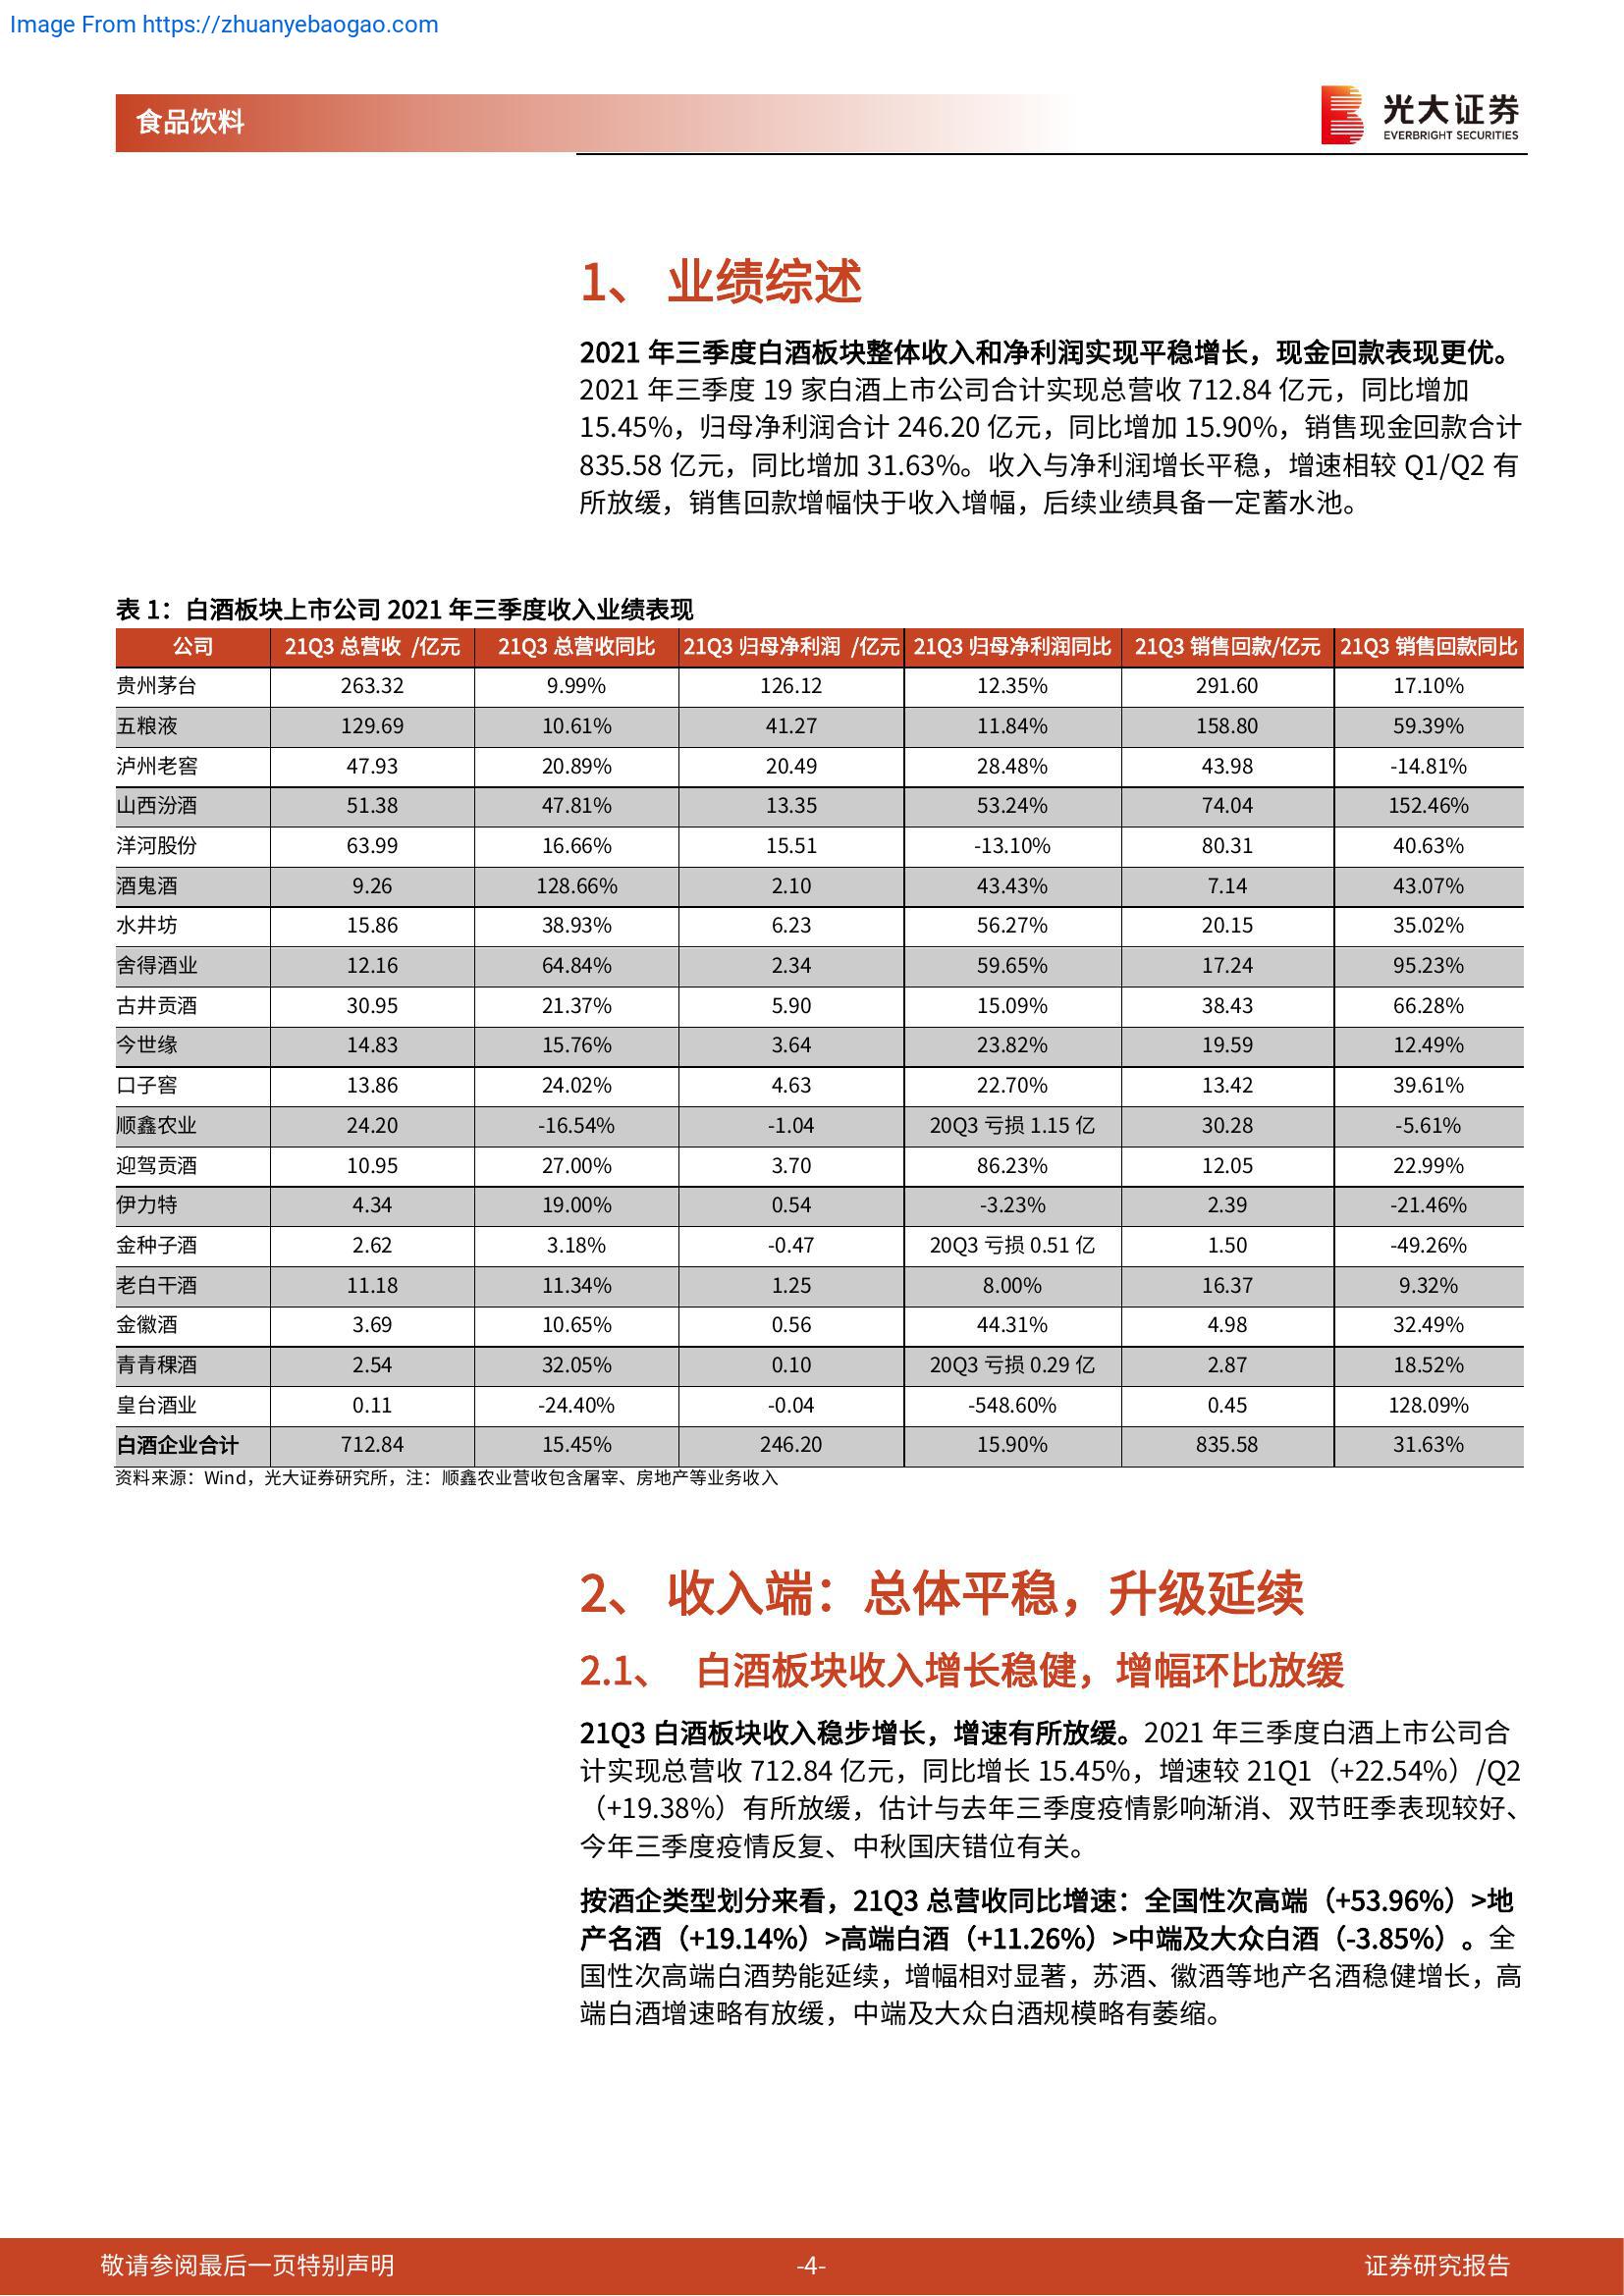 Image From https://zhuanyebaogao.com
食品饮料
光大证券
EVERBRIGHT SECURITIES
1、 业绩综述
2021 年三季度白酒板块整体收入和净利润实现平稳增长，现金回款表现更优。
2021 年三季度 19 家白酒上市公司合计实现总营收 712.84 亿元，同比增加
15.45%，归母净利润合计 246.20 亿元，同比增加 15.90%，销售现金回款合计
835.58 亿元，同比增加 31.63%。收入与净利润增长平稳，增速相较 Q1/Q2 有
所放缓，销售回款增幅快于收入增幅，后续业绩具备一定蓄水池。
表 1：白酒板块上市公司 2021 年三季度收入业绩表现
公司 21Q3 总营收 /亿元 21Q3 总营收同比 21Q3 归母净利润 /亿元 21Q3 归母净利润同比 21Q3 销售回款/亿元 21Q3 销售回款同比
贵州茅台 263.32 9.99% 126.12 12.35% 291.60 17.10%
五粮液 129.69 10.61% 41.27 11.84% 158.80 59.39%
泸州老窖 47.93 20.89% 20.49 28.48% 43.98 -14.81%
山西汾酒 51.38 47.81% 13.35 53.24% 74.04 152.46%
洋河股份 63.99 16.66% 15.51 -13.10% 80.31 40.63%
酒鬼酒 9.26 128.66% 2.10 43.43% 7.14 43.07%
水井坊 15.86 38.93% 6.23 56.27% 20.15 35.02%
舍得酒业 12.16 64.84% 2.34 59.65% 17.24 95.23%
古井贡酒 30.95 21.37% 5.90 15.09% 38.43 66.28%
今世缘 14.83 15.76% 3.64 23.82% 19.59 12.49%
口子窖 13.86 24.02% 4.63 22.70% 13.42 39.61%
顺鑫农业 24.20 -16.54% -1.04 20Q3 亏损 1.15 亿 30.28 -5.61%
迎驾贡酒 10.95 27.00% 3.70 86.23% 12.05 22.99%
伊力特 4.34 19.00% 0.54 -3.23% 2.39 -21.46%
金种子酒 2.62 3.18% -0.47 20Q3 亏损 0.51 亿 1.50 -49.26%
老白干酒 11.18 11.34% 1.25 8.00% 16.37 9.32%
金徽酒 3.69 10.65% 0.56 44.31% 4.98 32.49%
青青稞酒 2.54 32.05% 0.10 20Q3 亏损 0.29 亿 2.87 18.52%
皇台酒业 0.11 -24.40% -0.04 -548.60% 0.45 128.09%
白酒企业合计 712.84 15.45% 246.20 15.90% 835.58 31.63%
资料来源：Wind，光大证券研究所，注：顺鑫农业营收包含屠宰、房地产等业务收入
2、 收入端：总体平稳，升级延续
2.1、 白酒板块收入增长稳健，增幅环比放缓
21Q3 白酒板块收入稳步增长，增速有所放缓。2021 年三季度白酒上市公司合
计实现总营收 712.84 亿元，同比增长 15.45%，增速较 21Q1（+22.54%）/Q2
（+19.38%）有所放缓，估计与去年三季度疫情影响渐消、双节旺季表现较好、
今年三季度疫情反复、中秋国庆错位有关。
按酒企类型划分来看，21Q3 总营收同比增速：全国性次高端（+53.96%）>地
产名酒（+19.14%）>高端白酒（+11.26%）>中端及大众白酒（-3.85%）。全
国性次高端白酒势能延续，增幅相对显著，苏酒、徽酒等地产名酒稳健增长，高
端白酒增速略有放缓，中端及大众白酒规模略有萎缩。
敬请参阅最后一页特别声明 -4- 证券研究报告